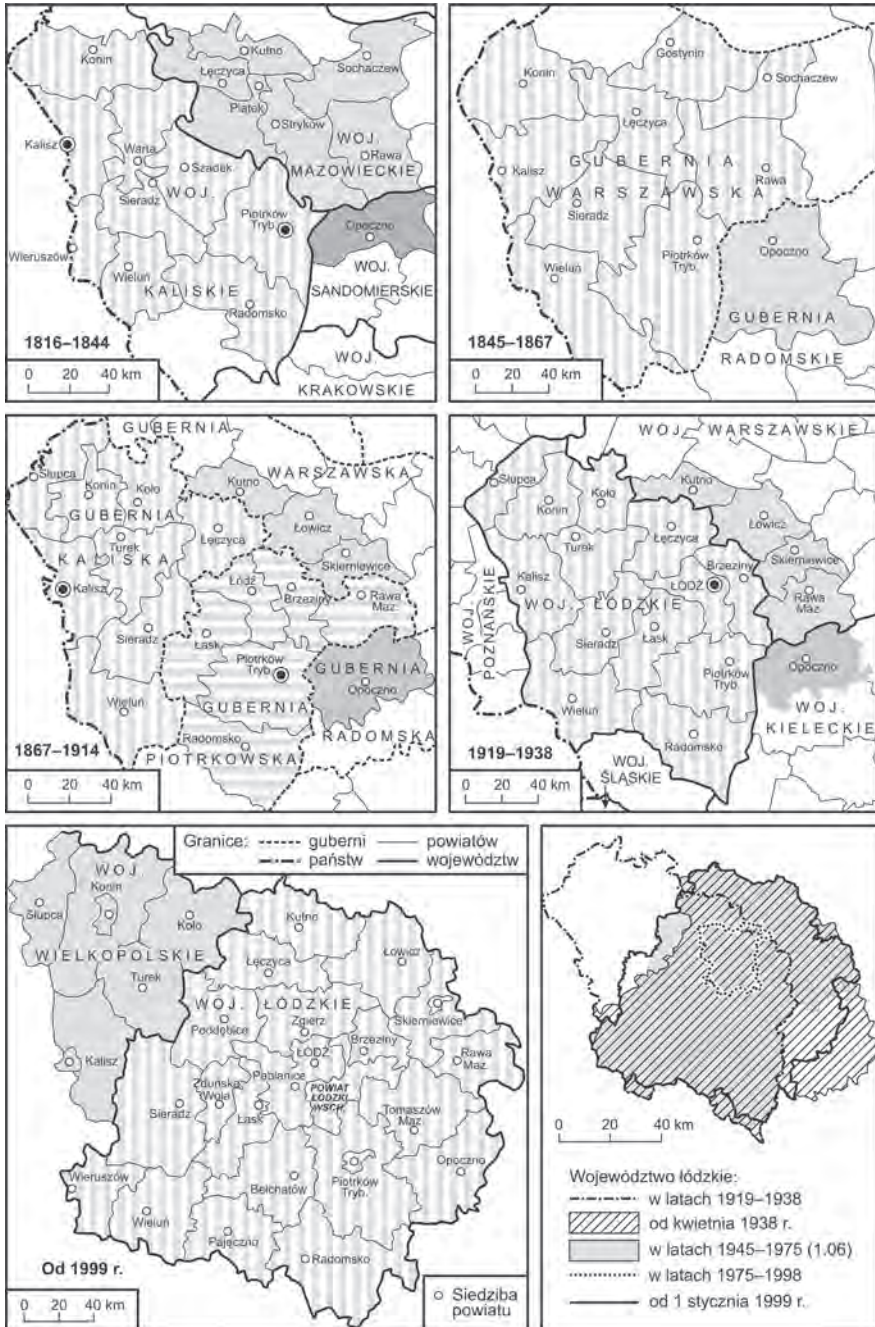 Konin
Kutno
Łęczyca
Sochaczew
Piątek
Stryków
Kalisz
Warta
Szadek
WOJ.
MAZOWIECKIE
Rawa
Sieradz
WOJ.
Piotrków
Tryb.
Opoczno
Wieruszów
Wieluń
WOJ.
SANDOMIERSKIE
KALISKIE
Radomsko
1816–1844
WOJ.
KRAKOWSKIE
0 20 40 km
Gostynin
Konin
Sochaczew
Łęczyca
GUBERNIA
Kalisz
Rawa
WARSZAWSKA
Sieradz
Piotrków
Tryb.
Opoczno
Wieluń
GUBERNIA
1845–1867
RADOMSKIE
0 20 40 km
GUBERNIA
WARSZAWSKA
Słupca
Konin
Koło
Kutno
GUBERNIA
Łowicz
Łęczyca
Turek
KALISKA
Skierniewice
Kalisz
Łódź
Brzeziny
Rawa
Maz.
Sieradz
Łask
Piotrków
Tryb.
GUBERNIA
Opoczno
Wieluń
GUBERNIA
Radomsko
RADOMSKA
1867–1914
PIOTRKOWSKA
0 20 40 km
WOJ. WARSZAWSKIE
Słupca
Kutno
Konin
Koło
Łowicz
Łęczyca
Turek
Skierniewice
Brzeziny
WOJ.
POZNAŃSKIE
Kalisz
ŁÓDŹ
Rawa
Maz.
WOJ. ŁÓDZKIE
Sieradz
Łask
Piotrków
Tryb.
Opoczno
Wieluń
WOJ.
KIELECKIE
Radomsko
1919–1938
WOJ.
ŚLĄSKIE
0 20 40 km
Granice:
guberni
powiatów
państw
województw
WOJ.
Konin
Słupca
Koło
Kutno
WIELKOPOLSKIE
Łowicz
Łęczyca
Turek
WOJ. ŁÓDZKIE
Poddębice
Zgierz
Skierniewice
Brzeziny
Kalisz
ŁÓDŹ
Rawa
Maz.
Pabianice
Zduńska
Wola
POWIAT
ŁÓDZKI
WSCH.
Sieradz
Łask
Tomaszów
Maz.
Wieruszów
Bełchatów
Piotrków
Tryb.
Opoczno
Wieluń
Pajęczno
Radomsko
Od 1999 r.
0 20 40 km
Siedziba
powiatu
0 20 40 km
Województwo łódzkie:
w latach 1919–1938
od kwietnia 1938 r.
w latach 1945–1975 (1.06)
w latach 1975–1998
od 1 stycznia 1999 r.